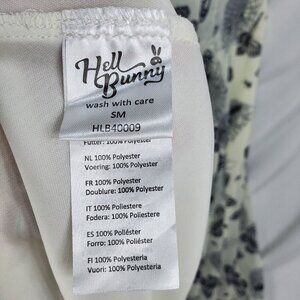 Hell
Bunny
wash with care
SM
HLB40009
Futter: 100% Polyester
NL 100% Polyester
Voering: 100% Polyester
FR 100% Polyester
Doublure: 100% Polyester
IT 100% Poliestere
Fodera: 100% Poliestere
ES 100% Poliéster
Forro: 100% Poliéster
FI 100% Polyesteria
Vuori: 100% Polyesteria